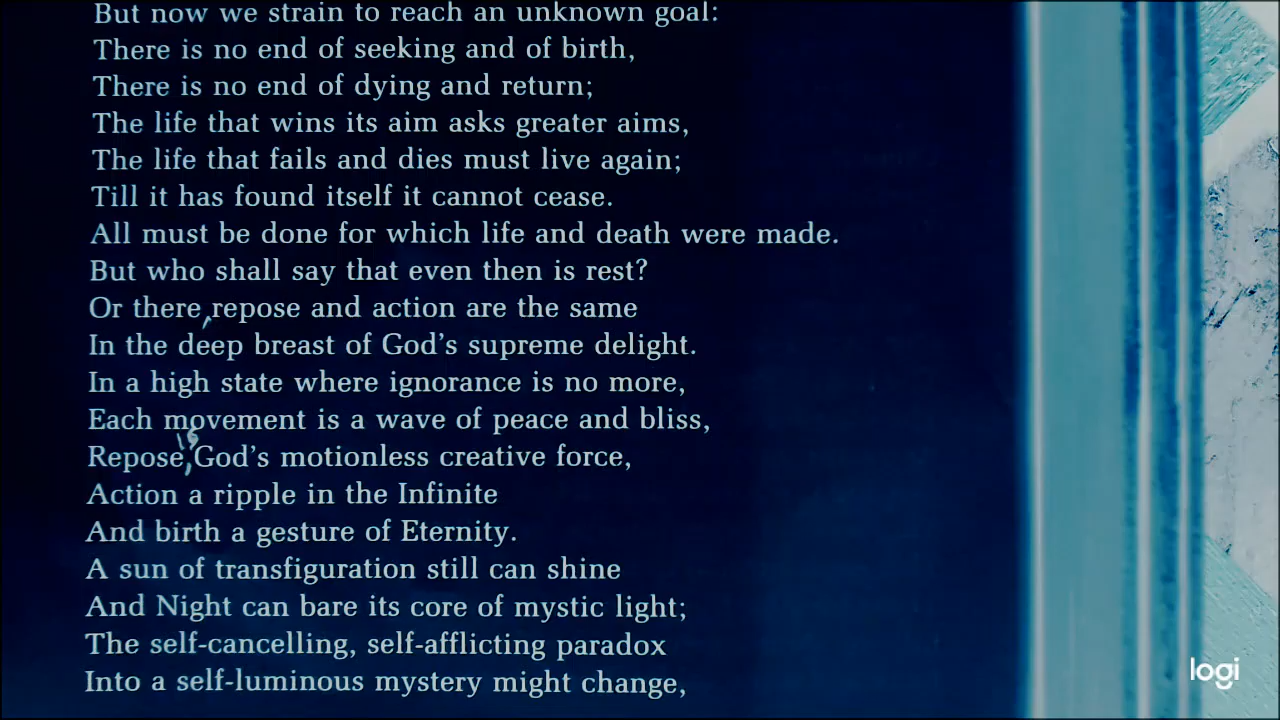 But now we strain to reach an unknown goal:
There is no end of seeking and of birth,
There is no end of dying and return;
The life that wins its aim asks greater aims,
The life that fails and dies must live again;
Till it has found itself it cannot cease.
All must be done for which life and death were made.
But who shall say that even then is rest?
Or there, repose and action are the same
In the deep breast of God's supreme delight.
In a high state where ignorance is no more,
Each movement is a wave of peace and bliss,
is
Repose, God's motionless creative force,
Action a ripple in the Infinite
And birth a gesture of Eternity.
A sun of transfiguration still can shine
And Night can bare its core of mystic light;
The self-cancelling, self-afflicting paradox
Into a self-luminous mystery might change,
logi